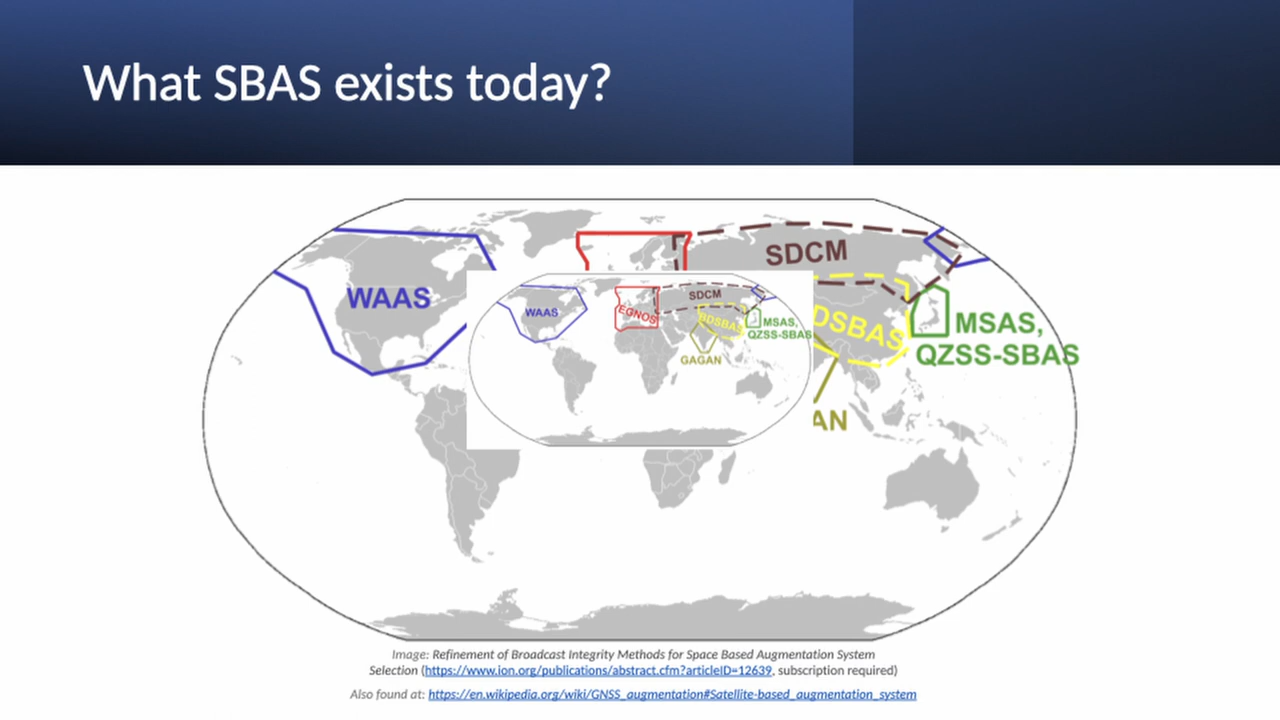 What SBAS exists today?
SDCM
WAAS
SDCM
WAAS
EGNOS
BDSBAS
MSAS,
QZSS-SBAS
GAGAN
DSBAS
MSAS,
QZSS-SBAS
AN
Image: Refinement of Broadcast Integrity Methods for Space Based Augmentation System
Selection (https://www.ion.org/publications/abstract.cfm?articleID=12639, subscription required)
Also found at: https://en.wikipedia.org/wiki/GNSS_augmentation#Satellite-based_augmentation_system